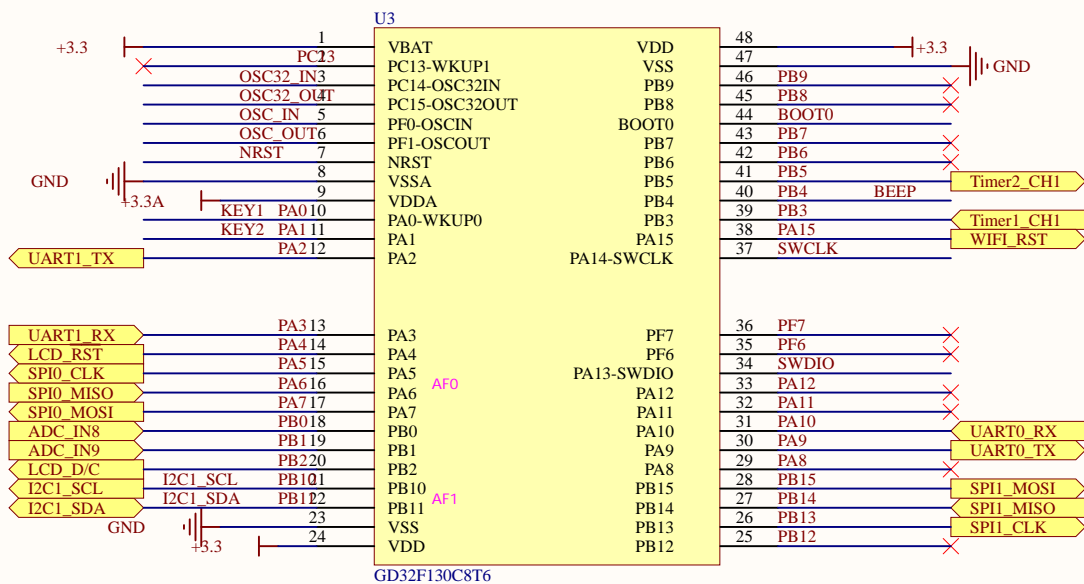 U3
+3.3 1 VBAT VDD 48 +3.3
PC13 2 PC13-WKUP1 VSS 47 GND
OSC32_IN 3 PC14-OSC32IN PB9 46 PB9
OSC32_OUT 4 PC15-OSC32OUT PB8 45 PB8
OSC_IN 5 PF0-OSCIN BOOT0 44 BOOT0
OSC_OUT 6 PF1-OSCOUT PB7 43 PB7
NRST 7 NRST PB6 42 PB6
GND 8 VSSA PB5 41 PB5 Timer2_CH1
+3.3A 9 VDDA PB4 40 PB4 BEEP
KEY1 PA0 10 PA0-WKUP0 PB3 39 PB3 Timer1_CH1
KEY2 PA1 11 PA1 PA15 38 PA15 WIFI_RST
UART1_TX PA2 12 PA2 PA14-SWCLK 37 SWCLK
UART1_RX PA3 13 PA3 PF7 36 PF7
LCD_RST PA4 14 PA4 PF6 35 PF6
SPI0_CLK PA5 15 PA5 PA13-SWDIO 34 SWDIO
AF0
SPI0_MISO PA6 16 PA6 PA12 33 PA12
SPI0_MOSI PA7 17 PA7 PA11 32 PA11
ADC_IN8 PB0 18 PB0 PA10 31 PA10 UART0_RX
ADC_IN9 PB1 19 PB1 PA9 30 PA9 UART0_TX
LCD_D/C PB2 20 PB2 PA8 29 PA8
I2C1_SCL I2C1_SCL PB10 21 PB10 PB15 28 PB15 SPI1_MOSI
AF1
I2C1_SDA I2C1_SDA PB11 22 PB11 PB14 27 PB14 SPI1_MISO
GND 23 VSS PB13 26 PB13 SPI1_CLK
+3.3 24 VDD PB12 25 PB12
GD32F130C8T6